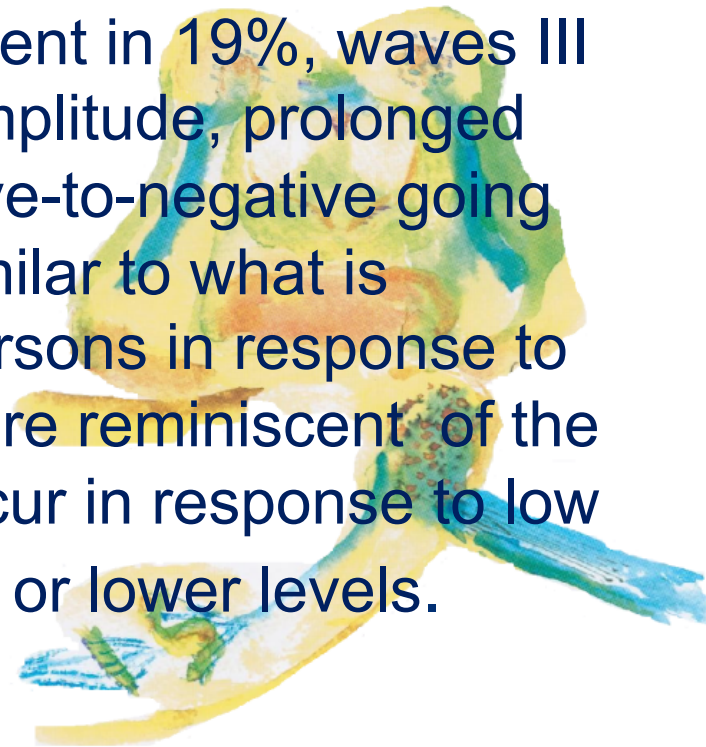 ent in 19%, waves III
nplitude, prolonged
ve-to-negative going
nilar to what is
ersons in response to
re reminiscent of the
cur in response to low
or lower levels.